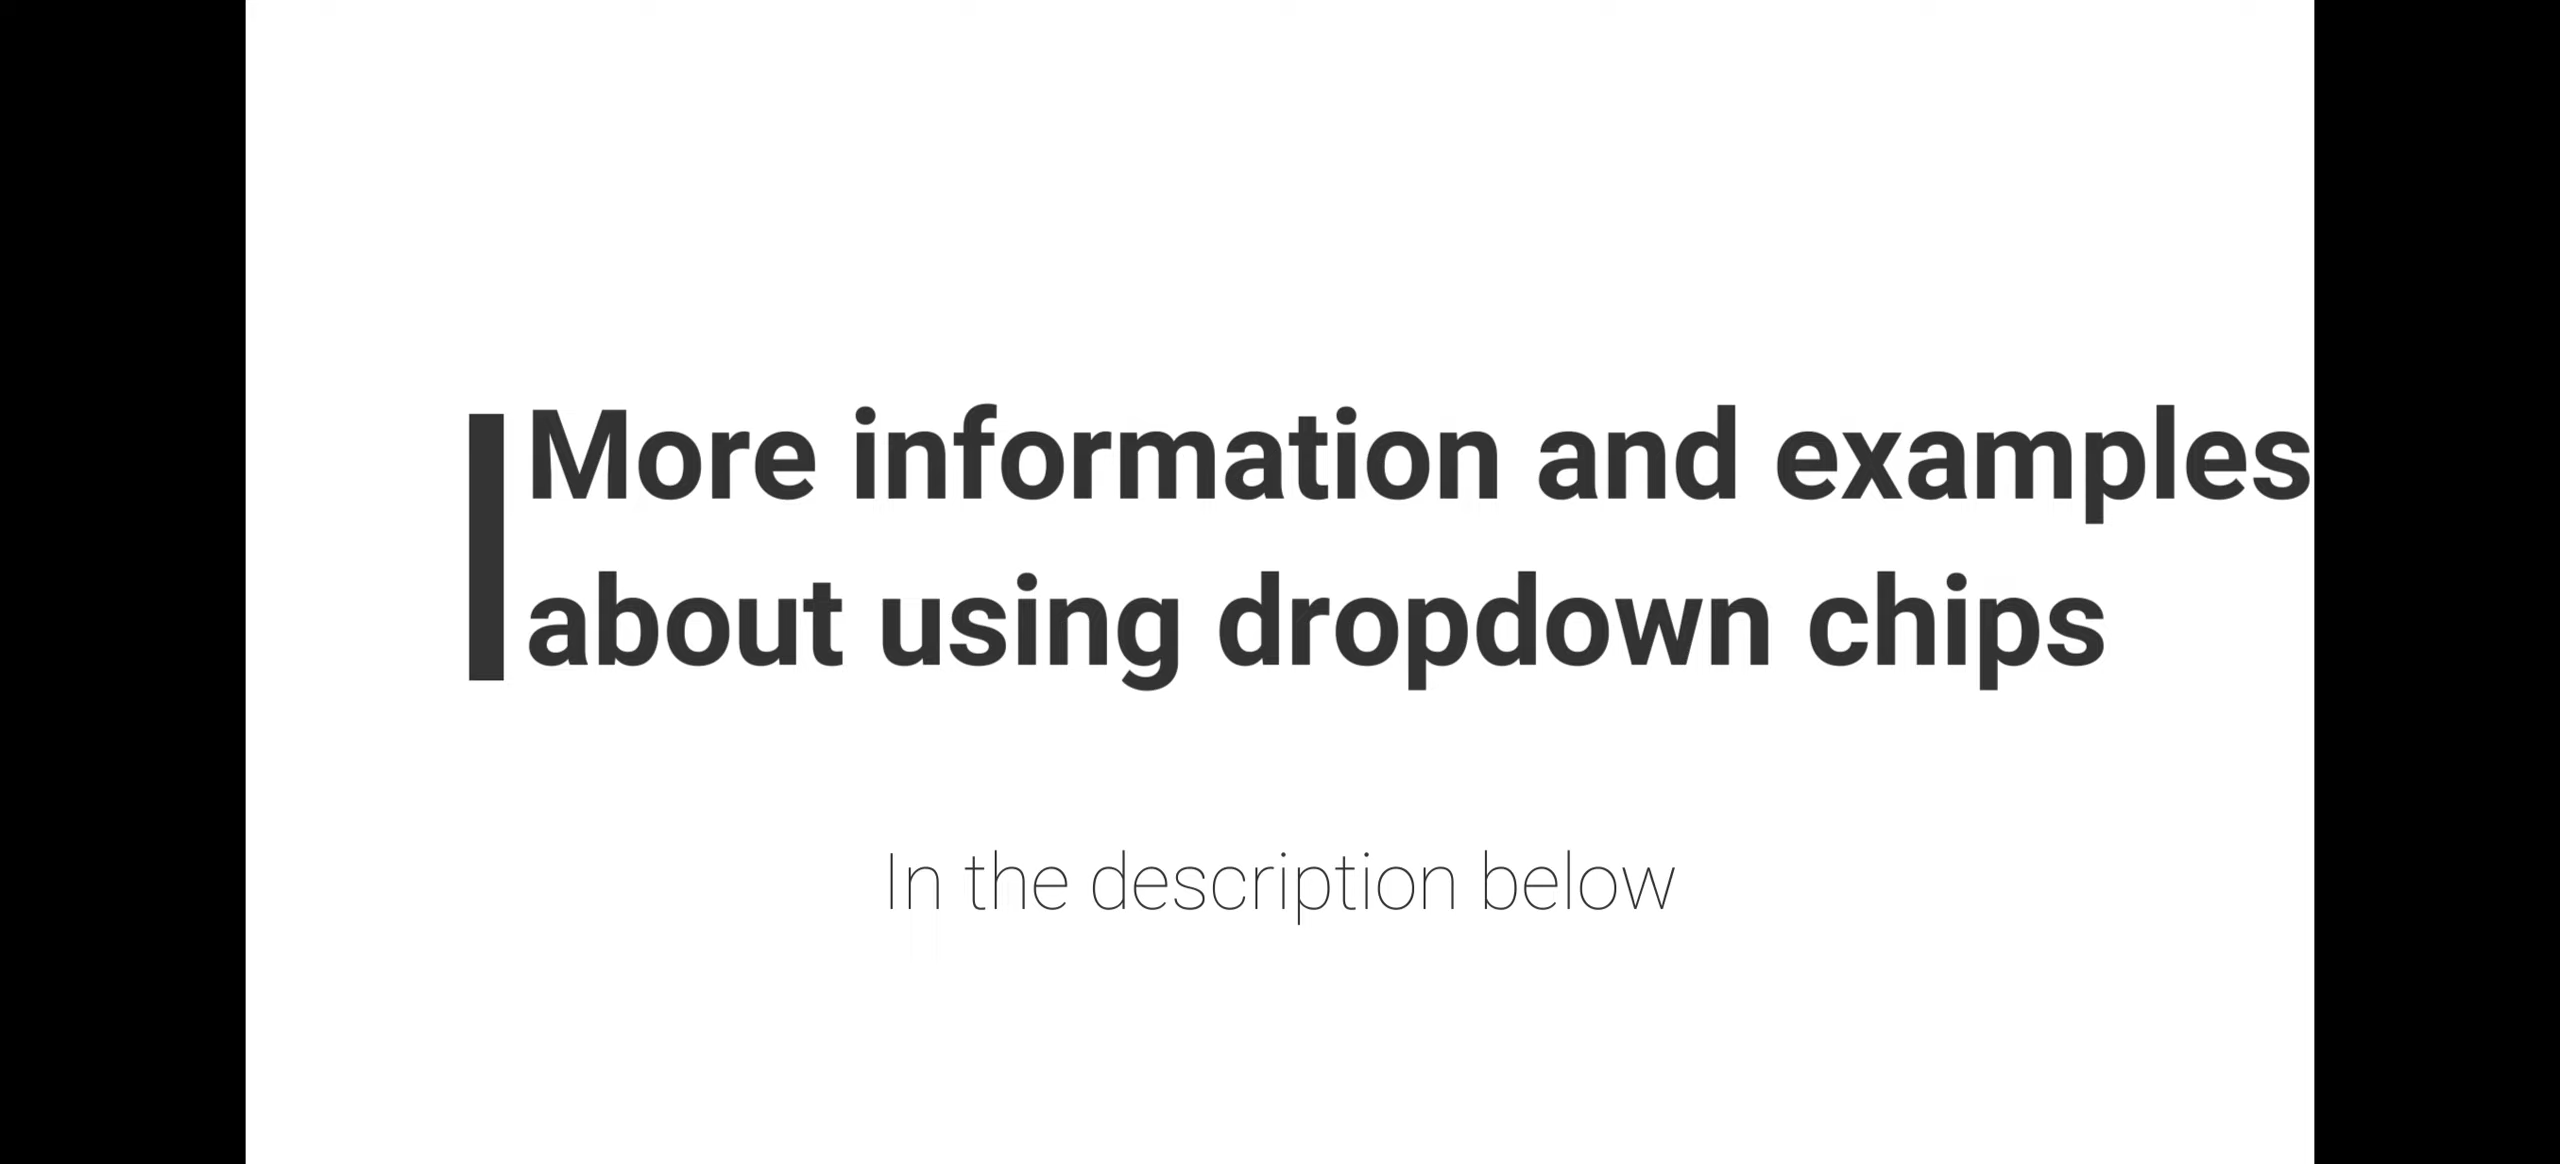 More information and examples
about using dropdown chips
In the description below